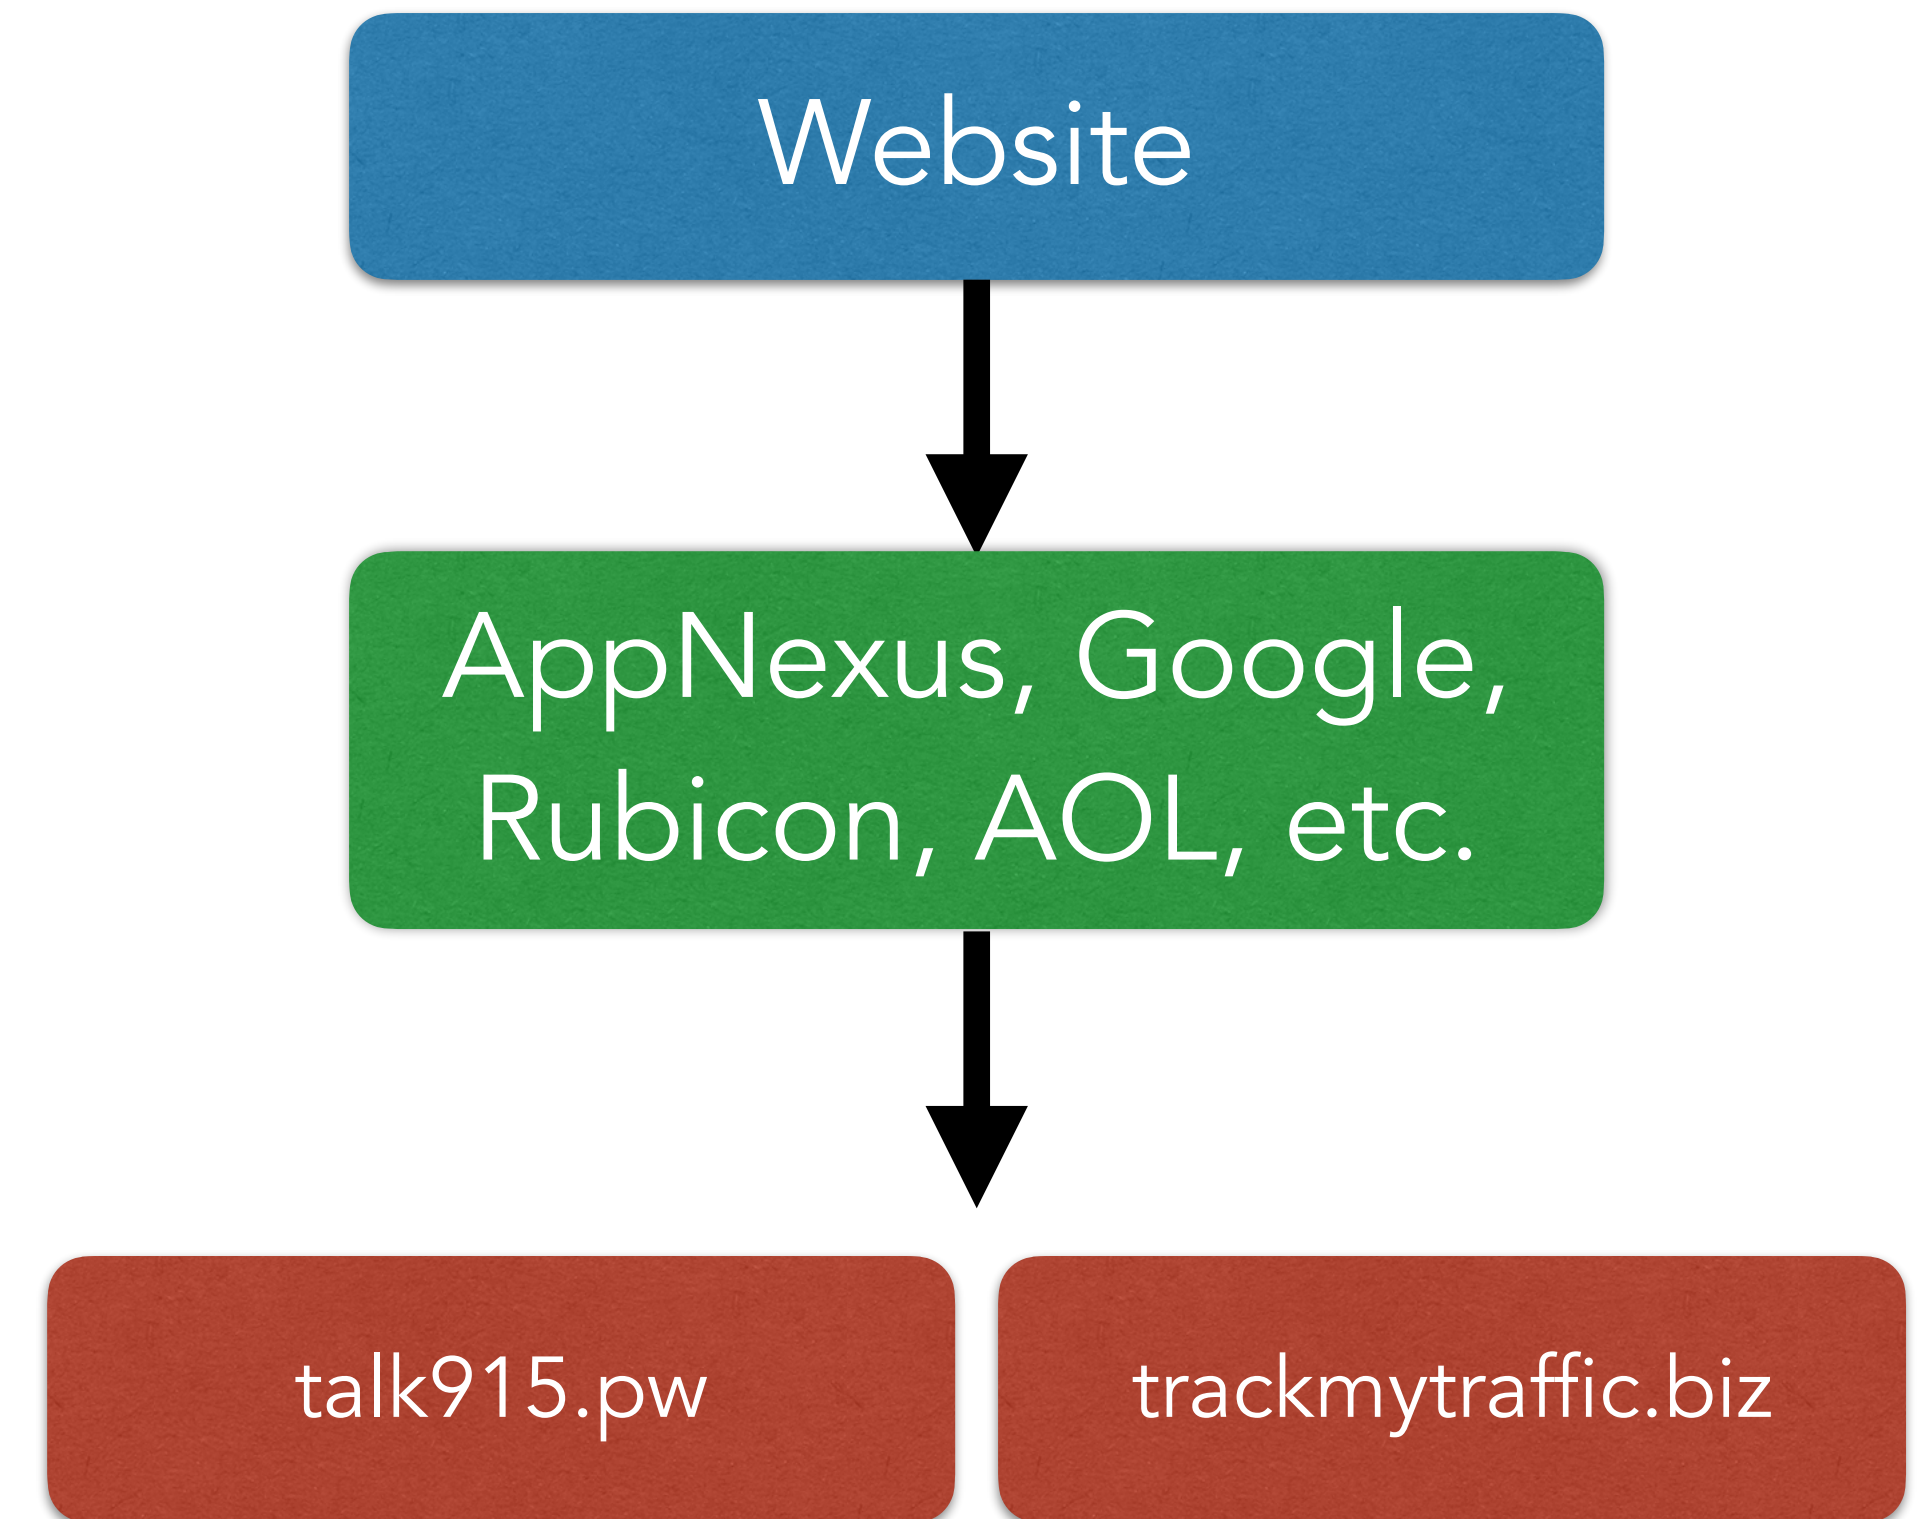 Website
AppNexus, Google,
Rubicon, AOL, etc.
talk915.pw
trackmytraffic.biz